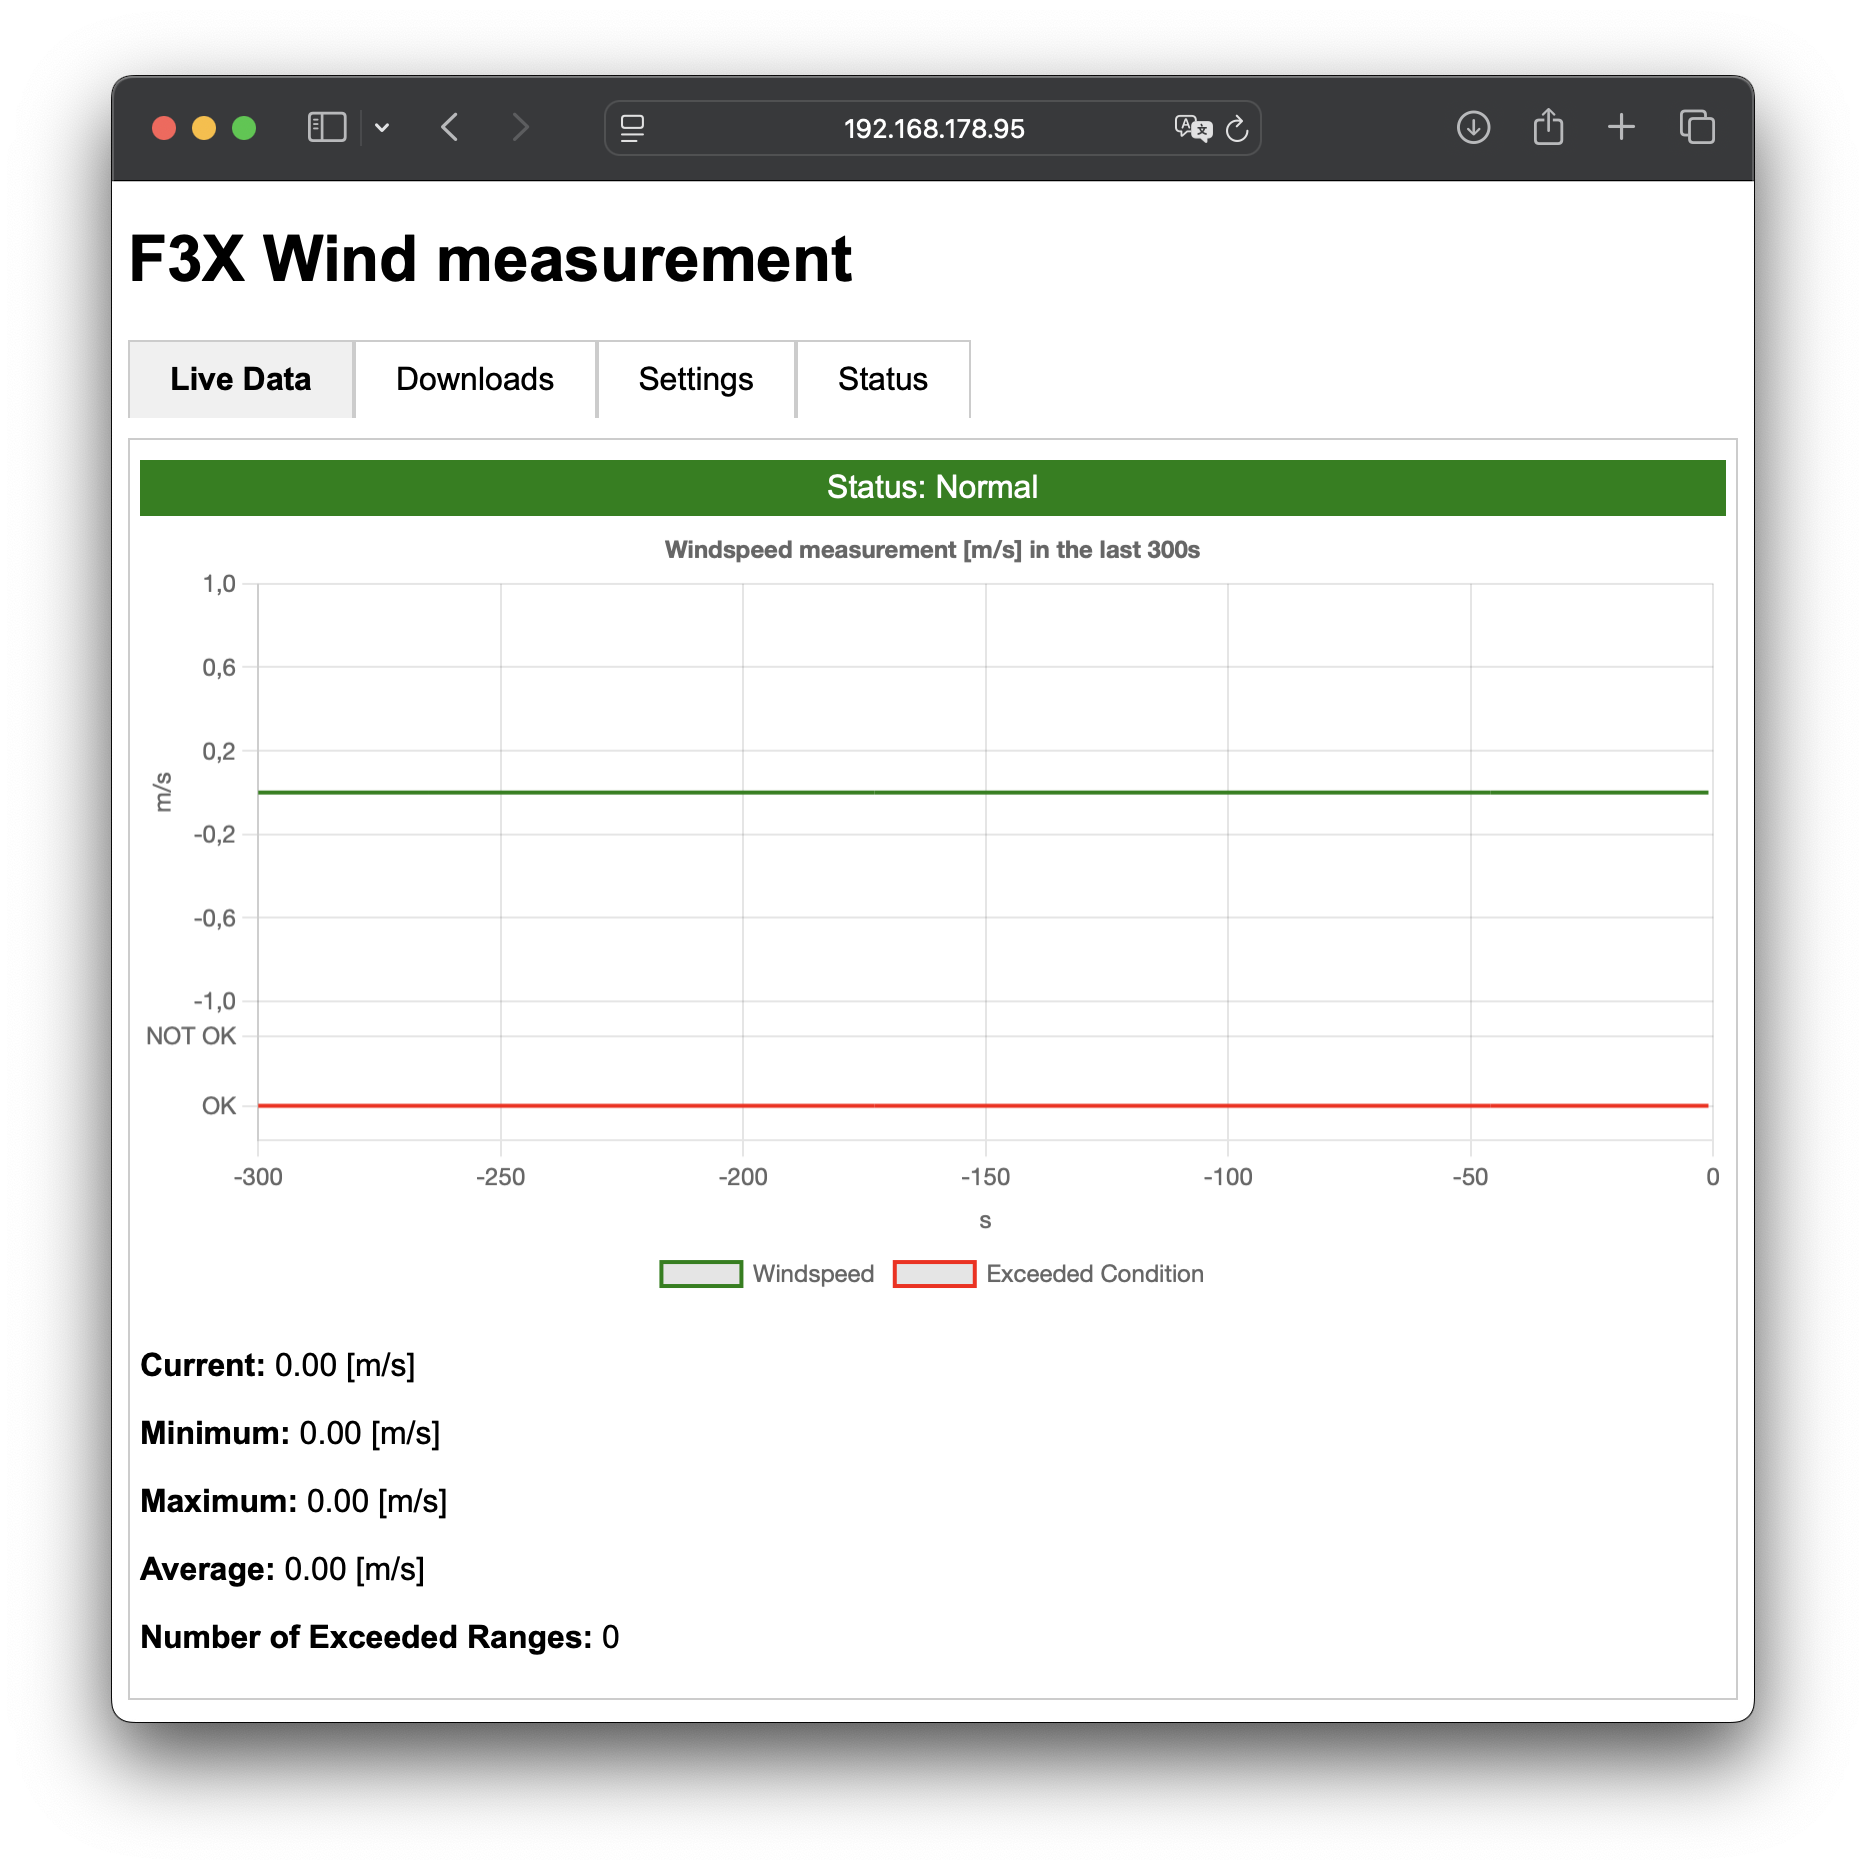 192.168.178.95
F3X Wind measurement
Live Data
Downloads
Settings
Status
Status: Normal
Windspeed measurement [m/s] in the last 300s
1,0
0,6
0,2
m/s
-0,2
-0,6
-1,0
NOT OK
OK
-300
-250
-200
-150
-100
-50
0
s
Windspeed
Exceeded Condition
Current: 0.00 [m/s]
Minimum: 0.00 [m/s]
Maximum: 0.00 [m/s]
Average: 0.00 [m/s]
Number of Exceeded Ranges: 0